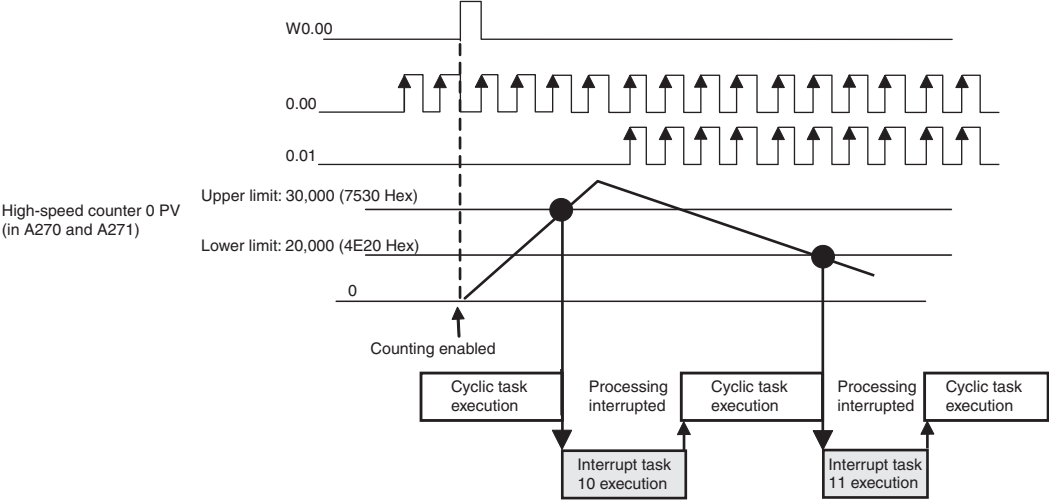 W0.00
0.00
0.01
High-speed counter 0 PV
(in A270 and A271)
Upper limit: 30,000 (7530 Hex)
Lower limit: 20,000 (4E20 Hex)
0
Counting enabled
Cyclic task
execution
Processing
interrupted
Cyclic task
execution
Processing
interrupted
Cyclic task
execution
Interrupt task
10 execution
Interrupt task
11 execution